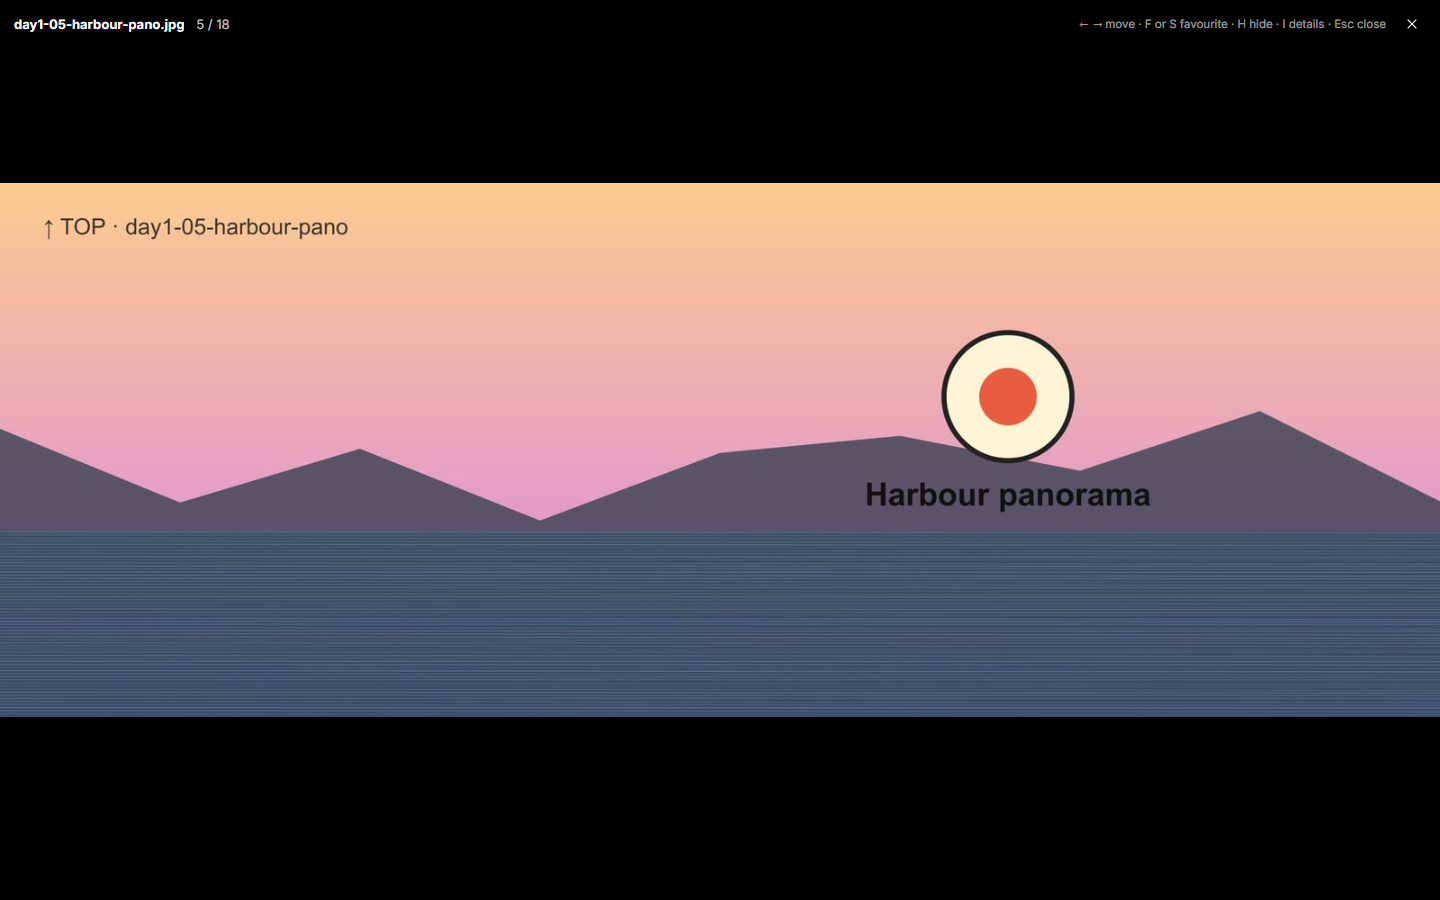 day1-05-harbour-pano.jpg 5 / 18
← → move · F or S favourite · H hide · I details · Esc close ×
↑ TOP · day1-05-harbour-pano
Harbour panorama